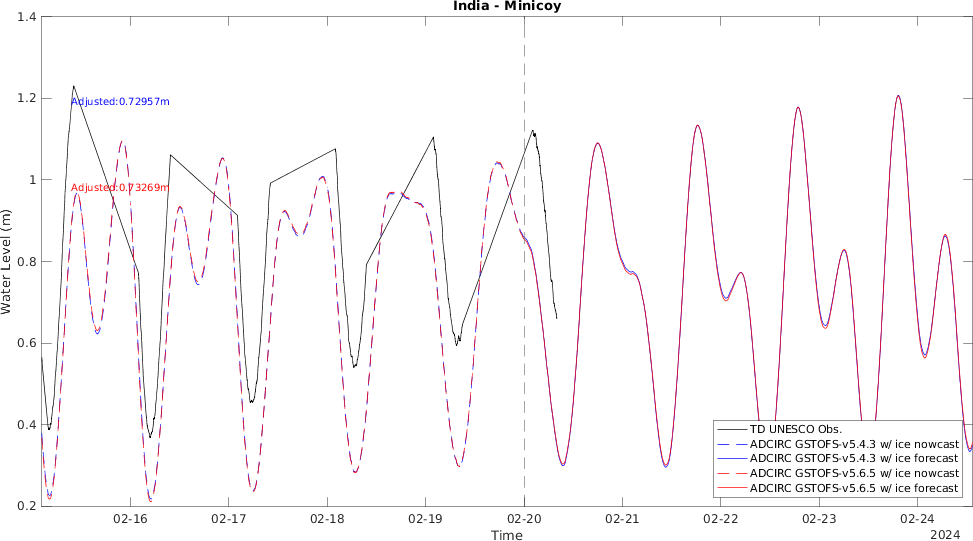 India - Minicoy
1.4
1.2
1
0.8
0.6
0.4
0.2
Water Level (m)
Adjusted:0.72957m
Adjusted:0.73269m
TD UNESCO Obs.
ADCIRC GSTOFS-v5.4.3 w/ ice nowcast
ADCIRC GSTOFS-v5.4.3 w/ ice forecast
ADCIRC GSTOFS-v5.6.5 w/ ice nowcast
ADCIRC GSTOFS-v5.6.5 w/ ice forecast
02-16 02-17 02-18 02-19 02-20 02-21 02-22 02-23 02-24
Time
2024